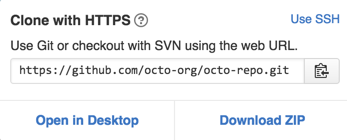 Clone with HTTPS ?
Use SSH
Use Git or checkout with SVN using the web URL.
https://github.com/octo-org/octo-repo.git
Open in Desktop
Download ZIP